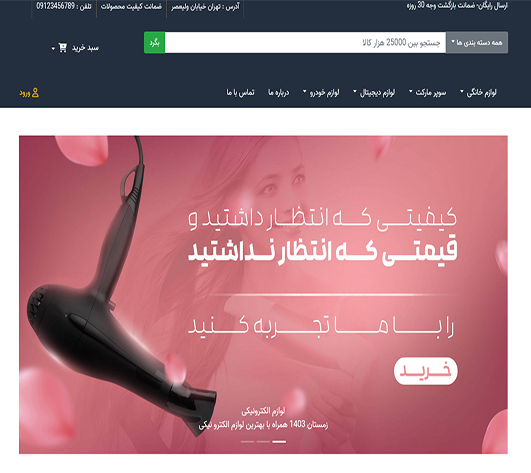 ارسال رایگان- ضمانت بازگشت وجه 30 روزه
آدرس : تهران خیابان ولیعصر
ضمانت کیفیت محصولات
تلفن : 09123456789
همه دسته بندی ها
جستجو بین 25000 هزار کالا
بگرد
سبد خرید
لوازم خانگی
سوپر مارکت
لوازم دیجیتال
لوازم خودرو
درباره ما
تماس با ما
ورود
کیفیتی که انتظار داشتید و
قیمتی که انتظار نداشتید
را با ما تجربه کنید
خرید
لوازم الکترونیکی
زمستان 1403 همراه با بهترین لوازم الکترو نیکی